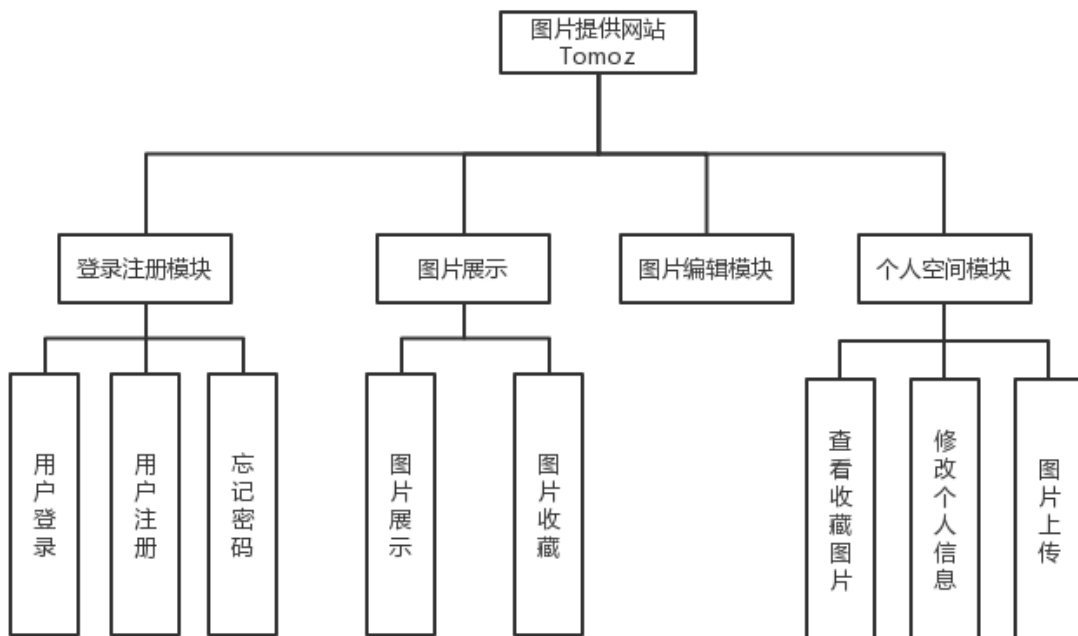 图片提供网站
Tomoz
登录注册模块
图片展示
图片编辑模块
个人空间模块
用户登录
用户注册
忘记密码
图片展示
图片收藏
查看收藏图片
修改个人信息
图片上传